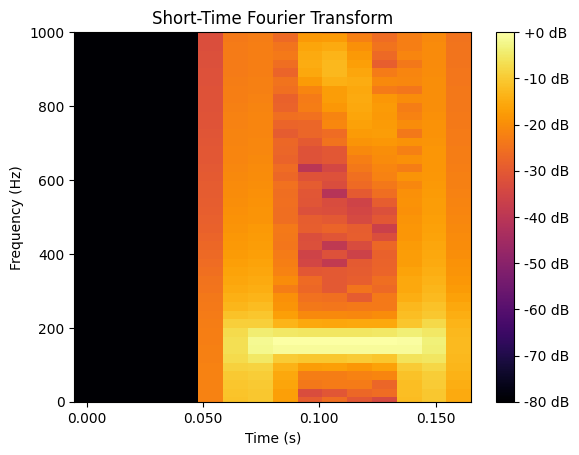 Short-Time Fourier Transform
1000
800
600
400
200
0
Frequency (Hz)
0.000
0.050
0.100
0.150
Time (s)
+0 dB
-10 dB
-20 dB
-30 dB
-40 dB
-50 dB
-60 dB
-70 dB
-80 dB